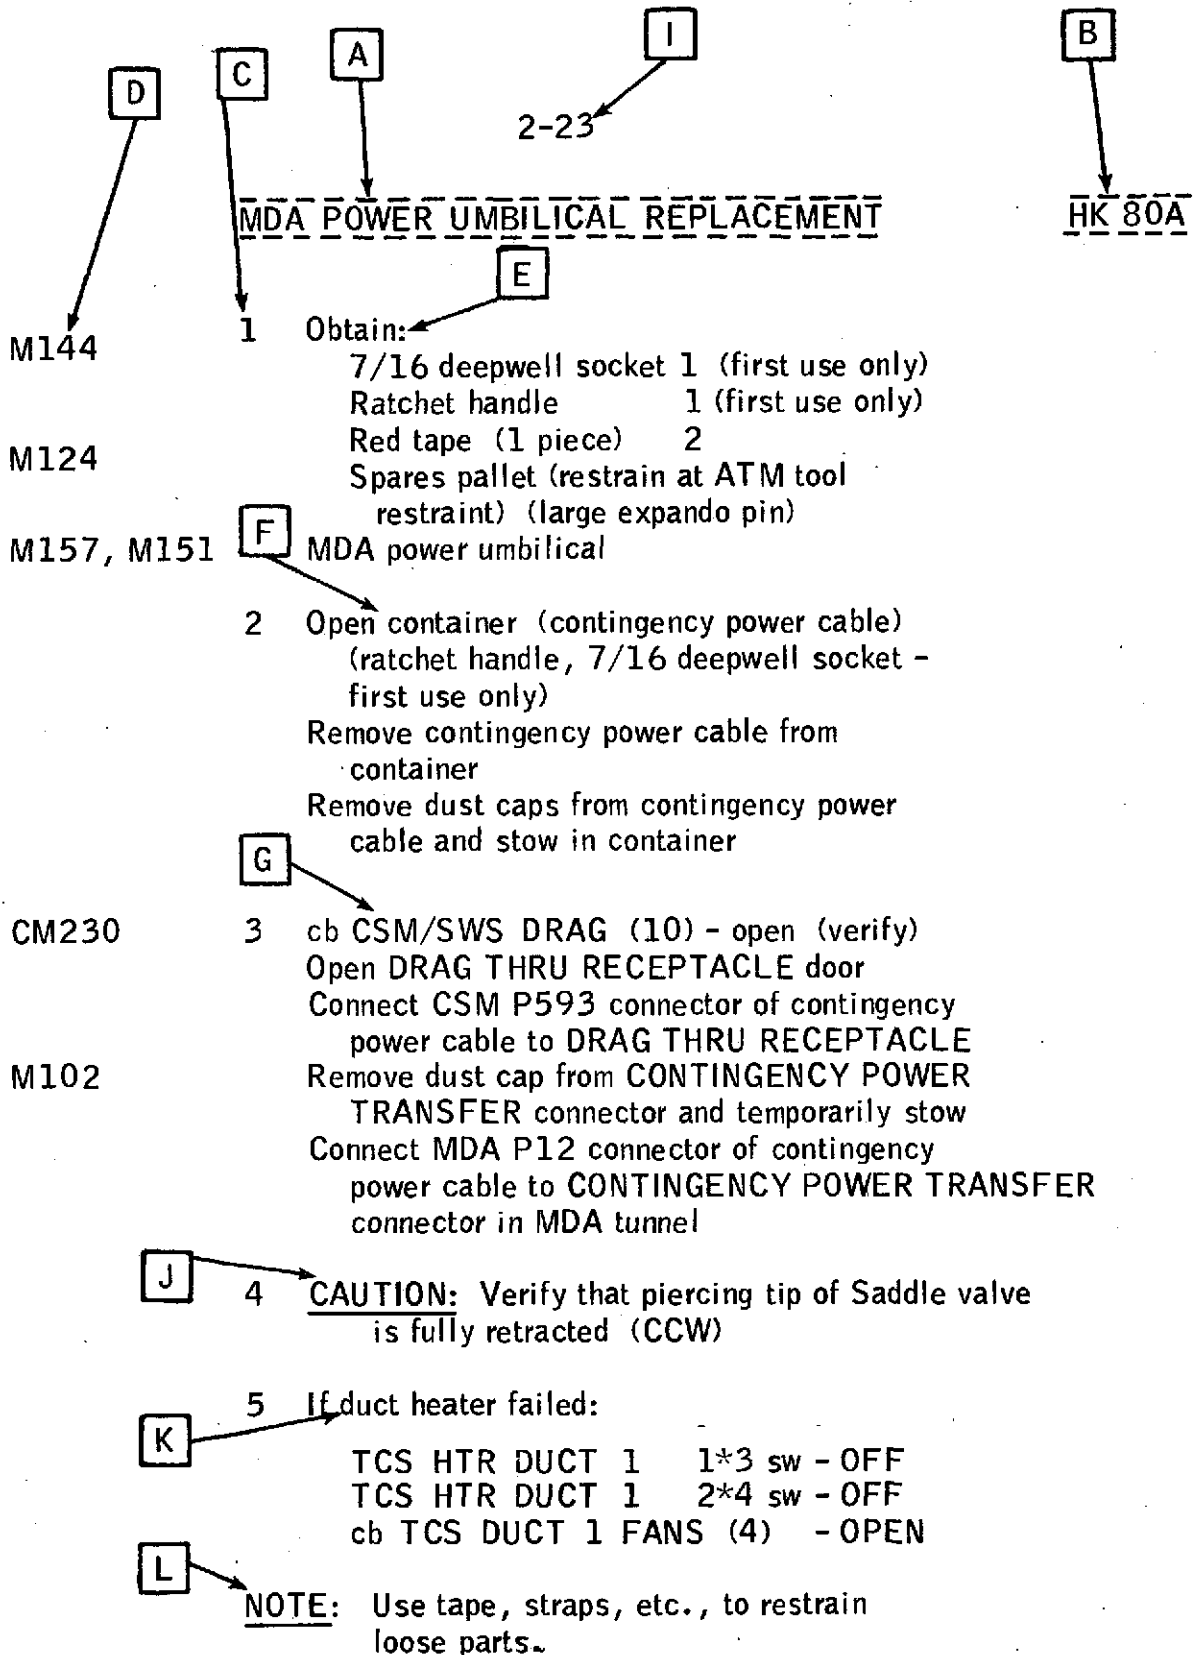 I
B
A
C
D
2-23
MDA POWER UMBILICAL REPLACEMENT HK 80A
E
M144 1 Obtain:
7/16 deepwell socket 1 (first use only)
Ratchet handle 1 (first use only)
M124 Red tape (1 piece) 2
Spares pallet (restrain at ATM tool
restraint) (large expando pin)
M157, M151 F MDA power umbilical
2 Open container (contingency power cable)
(ratchet handle, 7/16 deepwell socket -
first use only)
Remove contingency power cable from
container
Remove dust caps from contingency power
cable and stow in container
G
CM230 3 cb CSM/SWS DRAG (10) - open (verify)
Open DRAG THRU RECEPTACLE door
Connect CSM P593 connector of contingency
power cable to DRAG THRU RECEPTACLE
M102 Remove dust cap from CONTINGENCY POWER
TRANSFER connector and temporarily stow
Connect MDA P12 connector of contingency
power cable to CONTINGENCY POWER TRANSFER
connector in MDA tunnel
J
4 CAUTION: Verify that piercing tip of Saddle valve
is fully retracted (CCW)
5 If duct heater failed:
K
TCS HTR DUCT 1 1*3 sw - OFF
TCS HTR DUCT 1 2*4 sw - OFF
cb TCS DUCT 1 FANS (4) - OPEN
L
NOTE: Use tape, straps, etc., to restrain
loose parts.